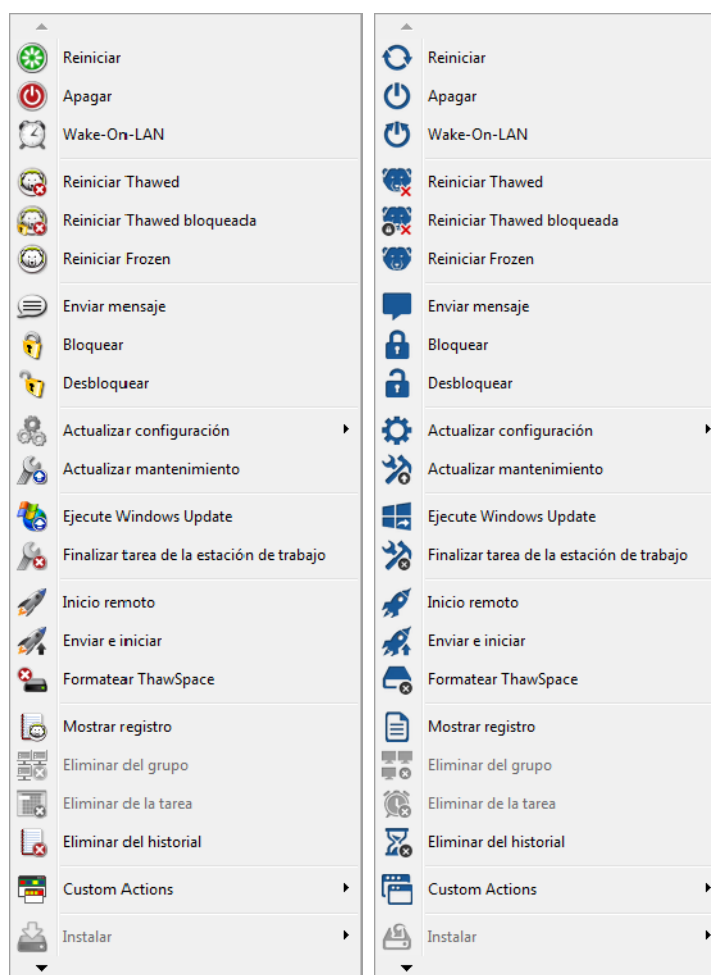 Reiniciar
Apagar
Wake-On-LAN
Reiniciar Thawed
Reiniciar Thawed bloqueada
Reiniciar Frozen
Enviar mensaje
Bloquear
Desbloquear
Actualizar configuración
Actualizar mantenimiento
Ejecute Windows Update
Finalizar tarea de la estación de trabajo
Inicio remoto
Enviar e iniciar
Formatear ThawSpace
Mostrar registro
Eliminar del grupo
Eliminar de la tarea
Eliminar del historial
Custom Actions
Instalar
Reiniciar
Apagar
Wake-On-LAN
Reiniciar Thawed
Reiniciar Thawed bloqueada
Reiniciar Frozen
Enviar mensaje
Bloquear
Desbloquear
Actualizar configuración
Actualizar mantenimiento
Ejecute Windows Update
Finalizar tarea de la estación de trabajo
Inicio remoto
Enviar e iniciar
Formatear ThawSpace
Mostrar registro
Eliminar del grupo
Eliminar de la tarea
Eliminar del historial
Custom Actions
Instalar